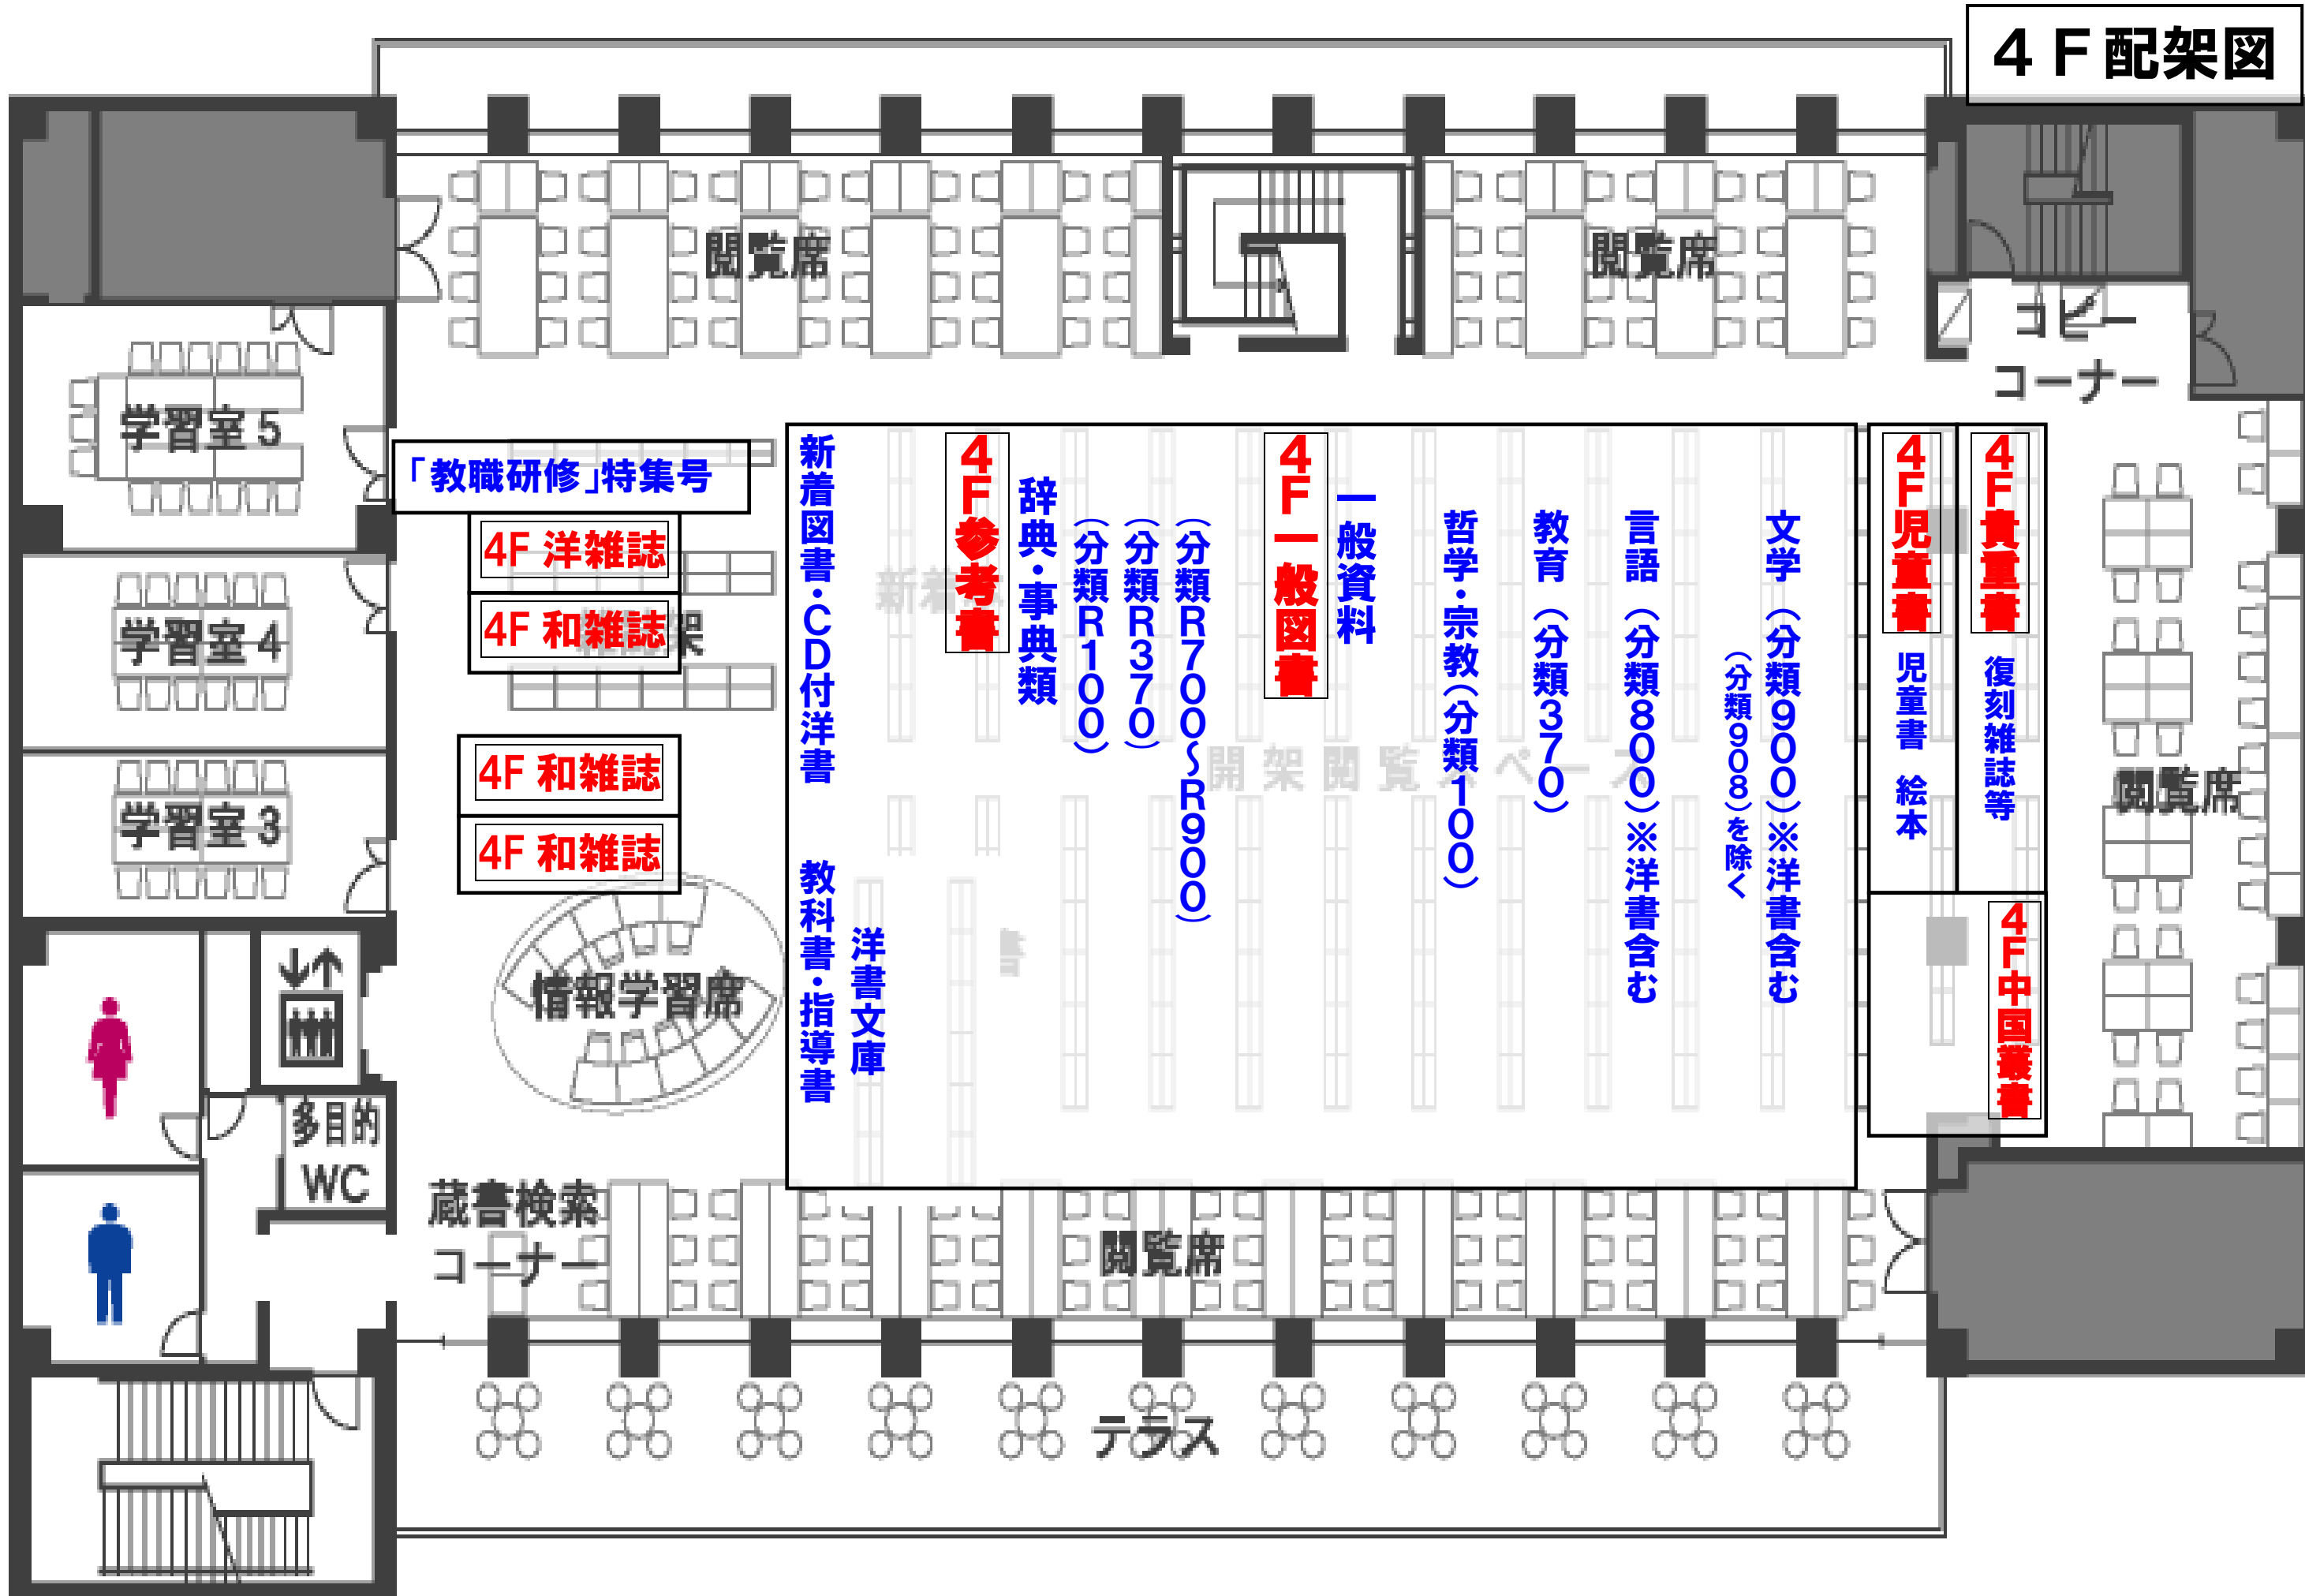 ４Ｆ配架図
閲覧席
閲覧席
コピー
コーナー
学習室５
学習室４
学習室３
「教職研修」特集号
4F 洋雑誌
4F 和雑誌
4F 和雑誌
4F 和雑誌
情報学習席
多目的
WC
蔵書検索
コーナー
新着図書・ＣＤ付洋書　教科書・指導書
洋書文庫
４Ｆ参考書
辞典・事典類
（分類Ｒ１００）
（分類Ｒ３７０）
（分類Ｒ７００～Ｒ９００）
４Ｆ一般図書
一般資料
哲学・宗教（分類１００）
教育（分類３７０）
言語（分類８００）※洋書含む
文学（分類９００）※洋書含む
（分類９０８）を除く
開架閲覧スペース
４Ｆ児童書
児童書　絵本
４Ｆ貴重書
復刻雑誌等
４Ｆ中国叢書
閲覧席
閲覧席
テラス